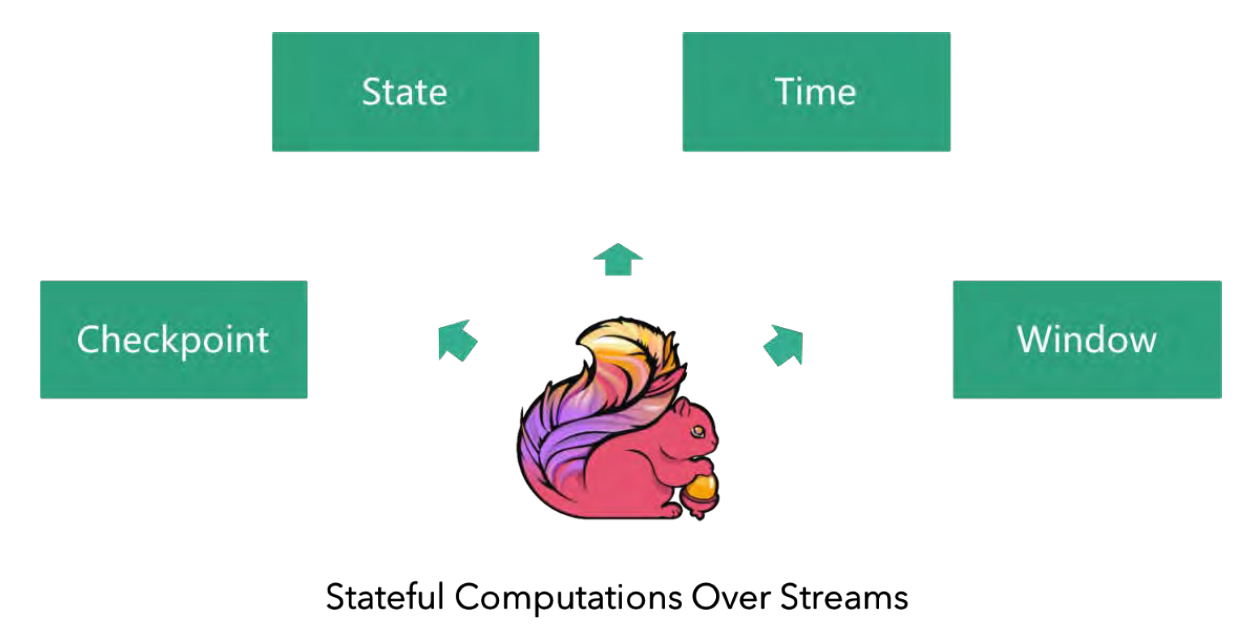 State
Time
Checkpoint
Window
Stateful Computations Over Streams